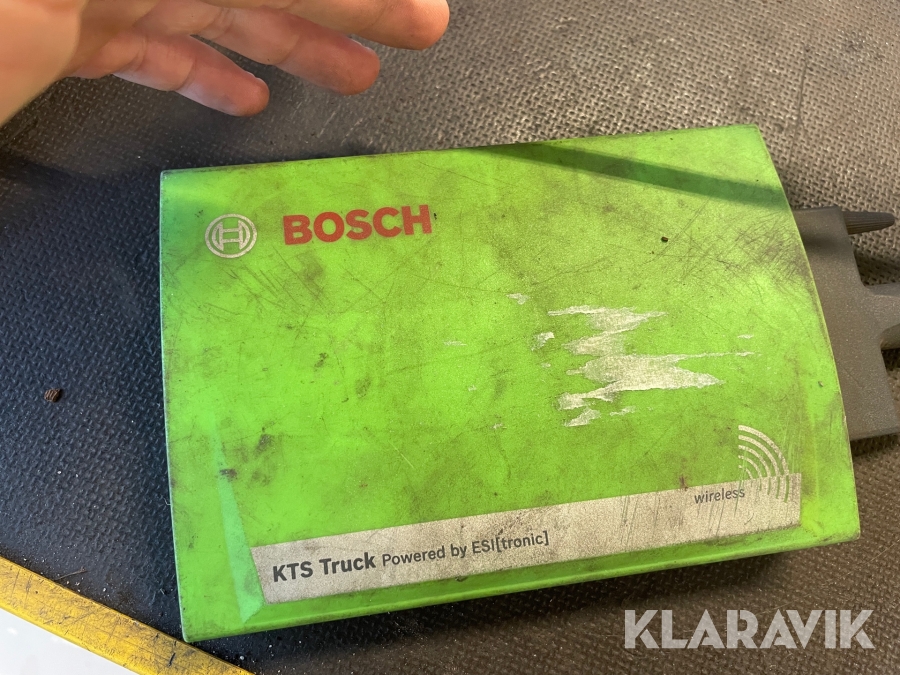 BOSCH
wireless
KTS Truck Powered by ESI[tronic]
KLARAVIK